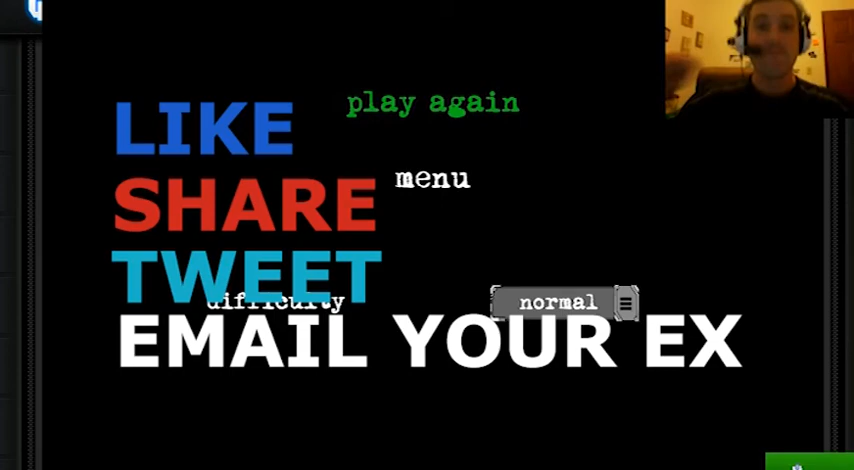 play again
LIKE
menu
SHARE
TWEET
difficulty
normal
EMAIL YOUR EX